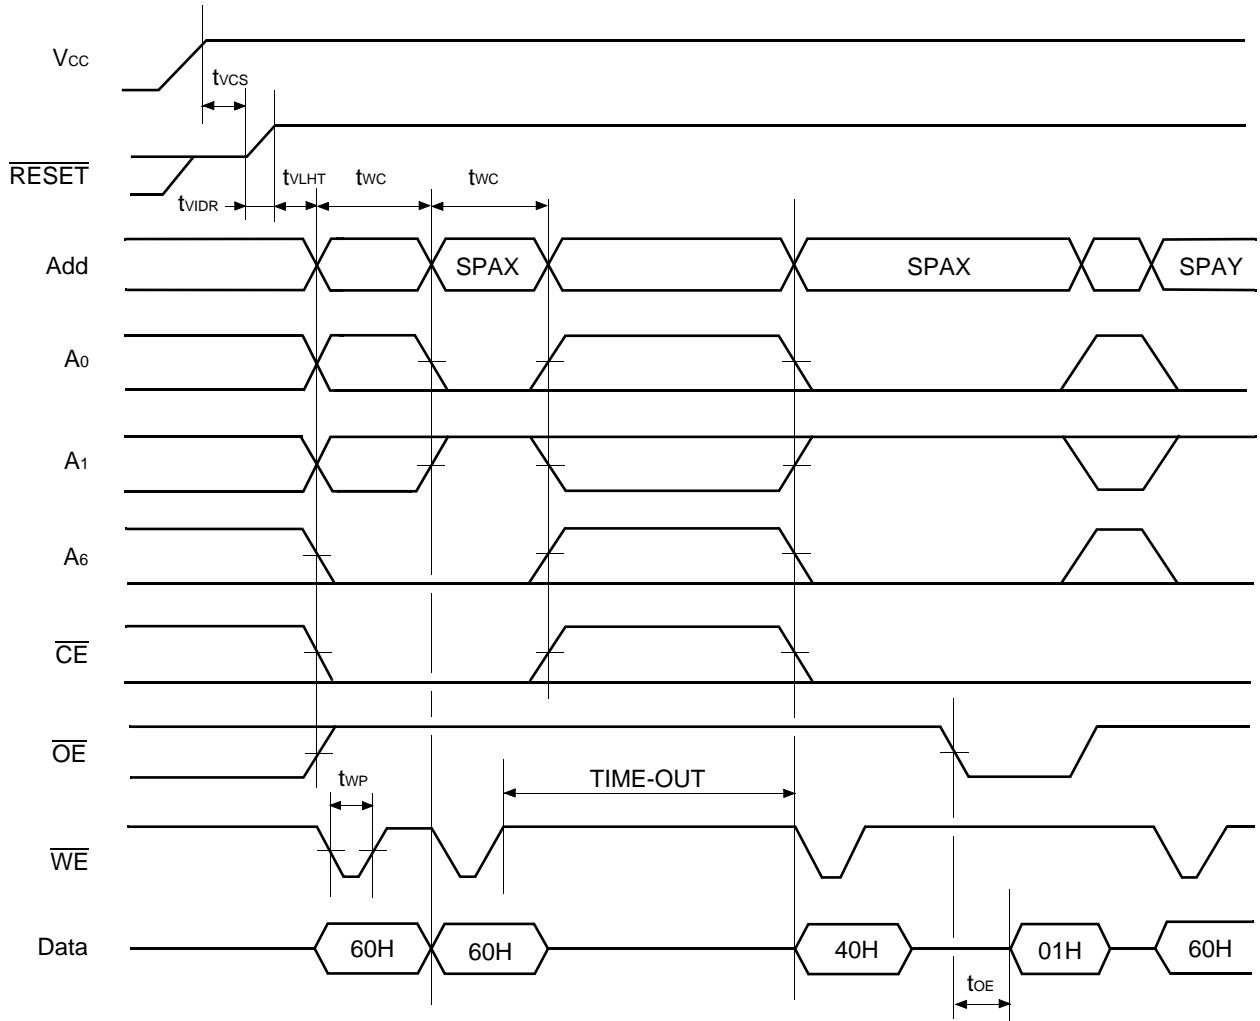 VCC
tVCS
RESET
tVLHT tWC tWC
tVIDR
Add SPAX SPAX SPAY
A0
A1
A6
CE
OE
tWP TIME-OUT
WE
Data 60H 60H 40H 01H 60H
tOE